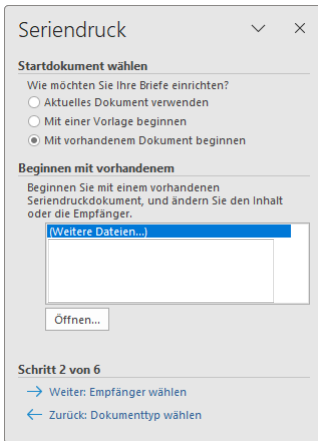 Seriendruck
Startdokument wählen
Wie möchten Sie Ihre Briefe einrichten?
Aktuelles Dokument verwenden
Mit einer Vorlage beginnen
Mit vorhandenem Dokument beginnen
Beginnen mit vorhandenem
Beginnen Sie mit einem vorhandenen
Seriendruckdokument, und ändern Sie den Inhalt
oder die Empfänger.
(Weitere Dateien...)
Öffnen...
Schritt 2 von 6
Weiter: Empfänger wählen
Zurück: Dokumenttyp wählen